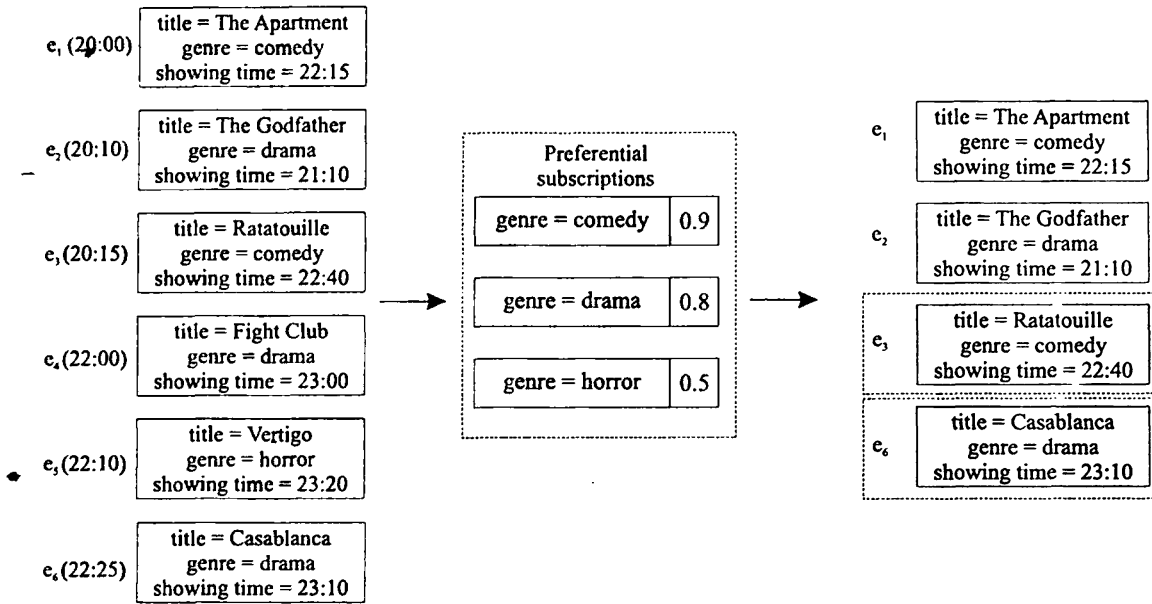 e₁ (20:00)
title = The Apartment
genre = comedy
showing time = 22:15
e₂ (20:10)
title = The Godfather
genre = drama
showing time = 21:10
e₃ (20:15)
title = Ratatouille
genre = comedy
showing time = 22:40
e₄ (22:00)
title = Fight Club
genre = drama
showing time = 23:00
e₅ (22:10)
title = Vertigo
genre = horror
showing time = 23:20
e₆ (22:25)
title = Casablanca
genre = drama
showing time = 23:10
Preferential
subscriptions
genre = comedy 0.9
genre = drama 0.8
genre = horror 0.5
e₁
title = The Apartment
genre = comedy
showing time = 22:15
e₂
title = The Godfather
genre = drama
showing time = 21:10
e₃
title = Ratatouille
genre = comedy
showing time = 22:40
e₆
title = Casablanca
genre = drama
showing time = 23:10